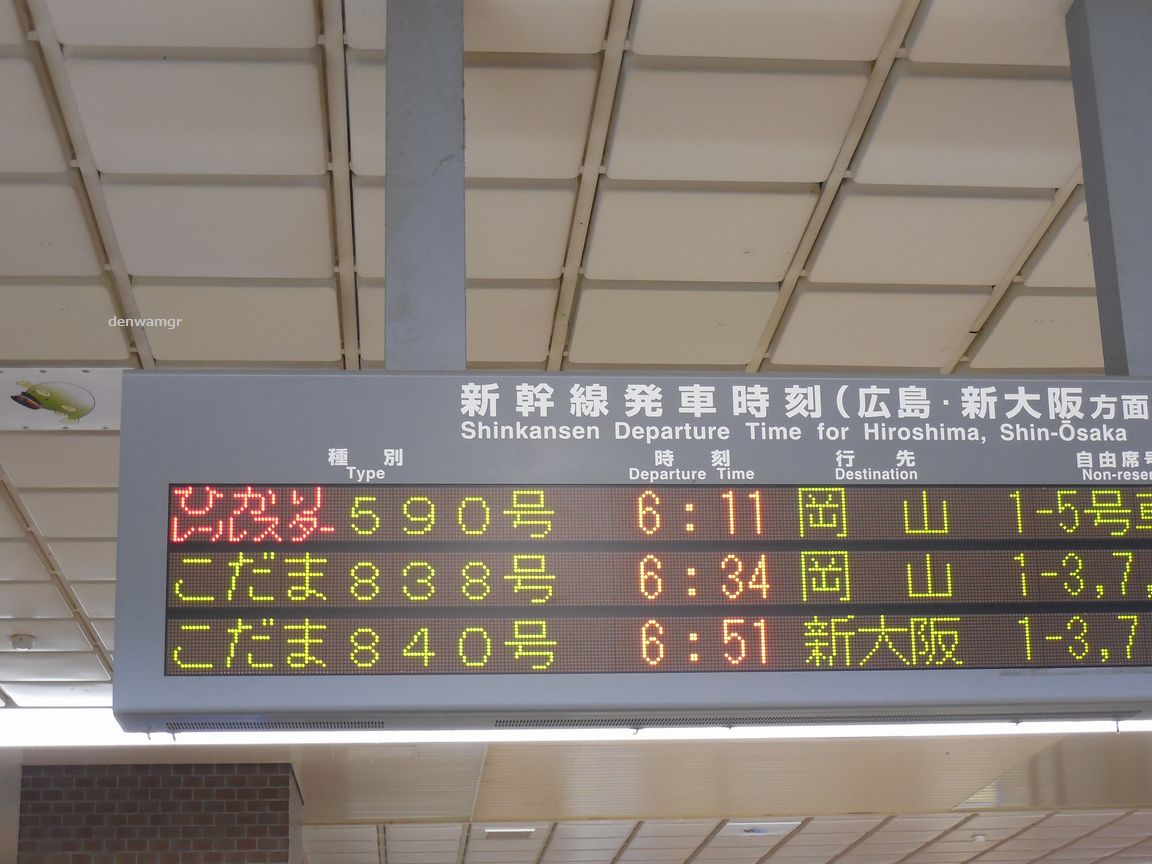 denwamgr
新幹線発車時刻(広島・新大阪方面
Shinkansen Departure Time for Hiroshima, Shin-Ōsaka
種別 時刻 行先 自由席
Type Departure Time Destination Non-reser
ひかりレールスター 590号 6:11 岡山 1-5号車
こだま 838号 6:34 岡山 1-3,7,
こだま 840号 6:51 新大阪 1-3,7